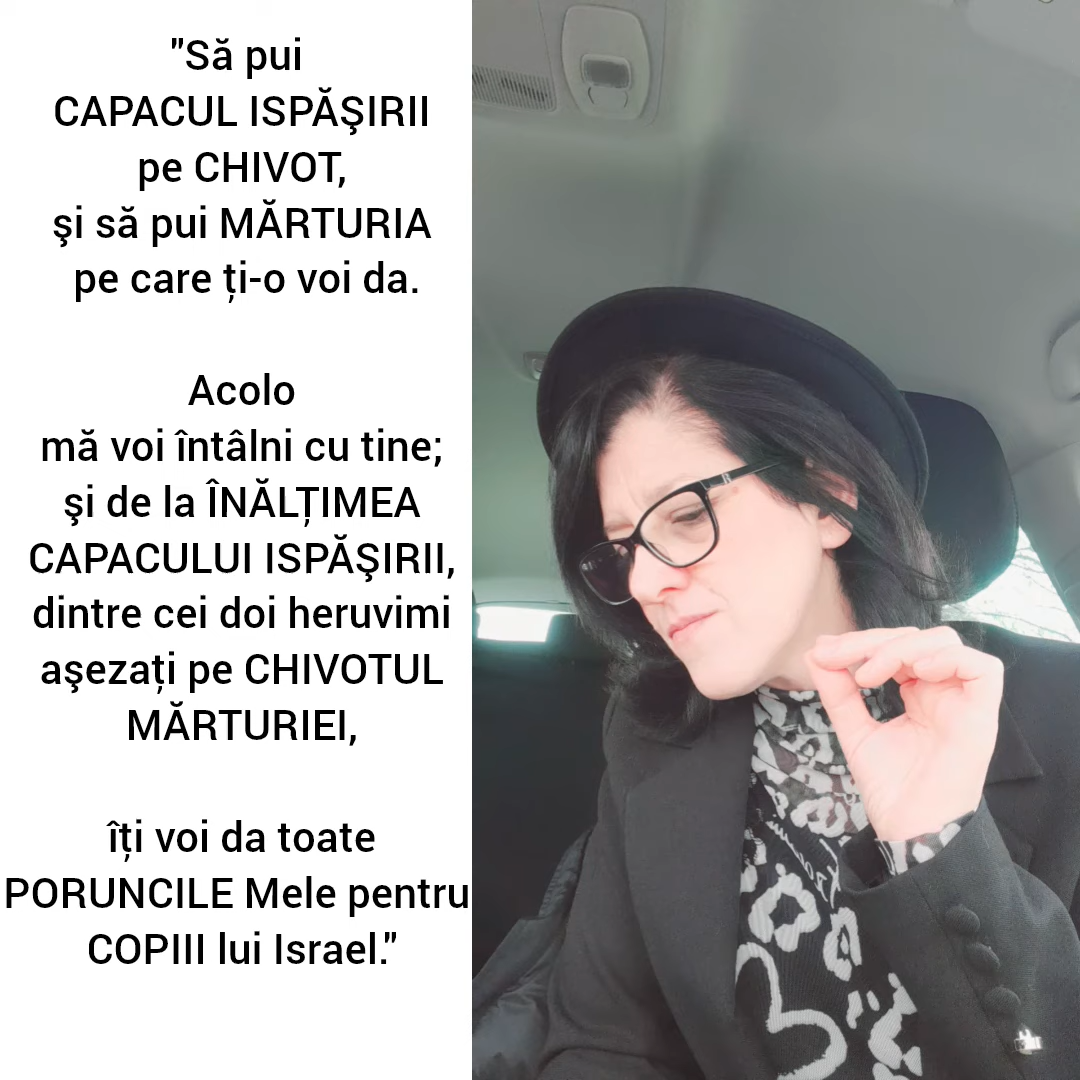 "Să pui
CAPACUL ISPĂŞIRII
pe CHIVOT,
şi să pui MĂRTURIA
pe care ți-o voi da.
Acolo
mă voi întâlni cu tine;
şi de la ÎNĂLȚIMEA
CAPACULUI ISPĂŞIRII,
dintre cei doi heruvimi
aşezați pe CHIVOTUL
MĂRTURIEI,
îți voi da toate
PORUNCILE Mele pentru
COPIII lui Israel."